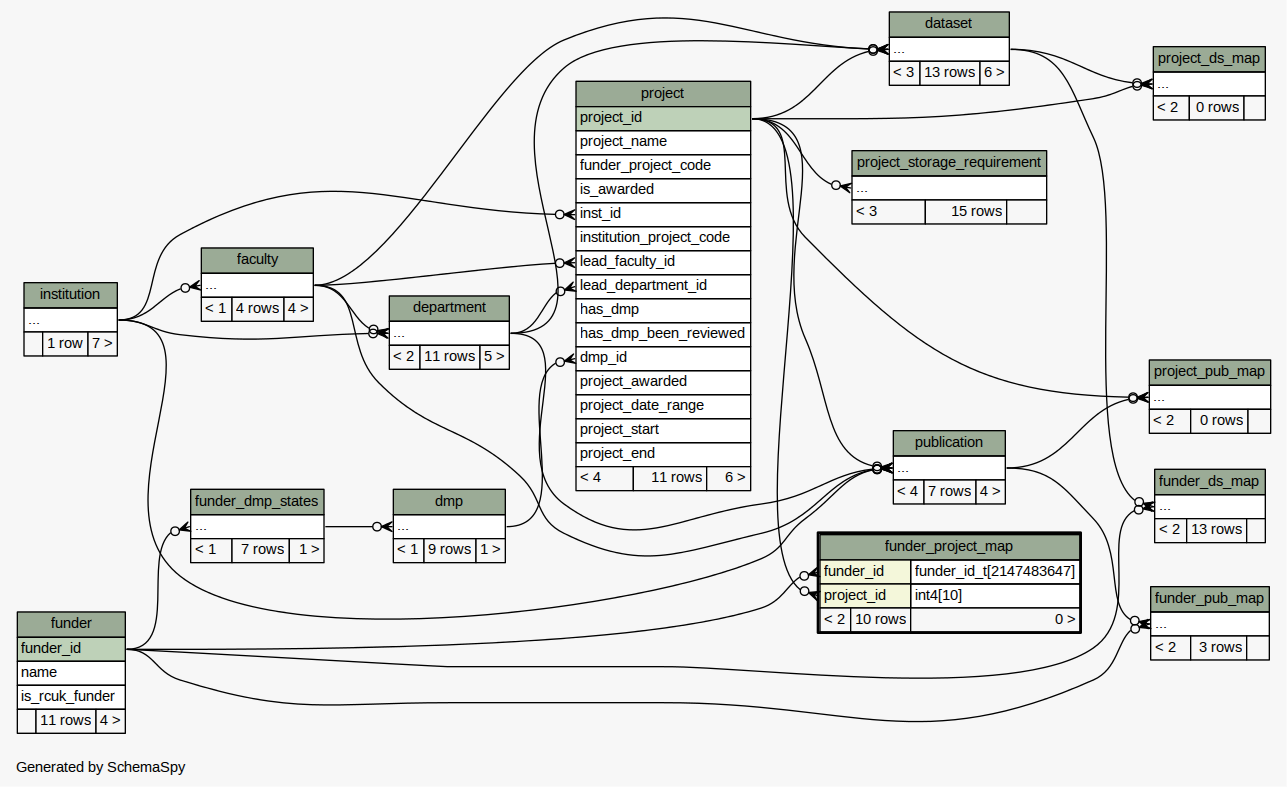 dataset
...
< 3 13 rows 6 >
project_ds_map
...
< 2 0 rows
project
project_id
project_name
funder_project_code
is_awarded
inst_id
institution_project_code
lead_faculty_id
lead_department_id
has_dmp
has_dmp_been_reviewed
dmp_id
project_awarded
project_date_range
project_start
project_end
< 4 11 rows 6 >
project_storage_requirement
...
< 3 15 rows
faculty
...
< 1 4 rows 4 >
institution
...
1 row 7 >
department
...
< 2 11 rows 5 >
project_pub_map
...
< 2 0 rows
publication
...
< 4 7 rows 4 >
funder_ds_map
...
< 2 13 rows
funder_dmp_states
...
< 1 7 rows 1 >
dmp
...
< 1 9 rows 1 >
funder_project_map
funder_id funder_id_t[2147483647]
project_id int4[10]
< 2 10 rows 0 >
funder_pub_map
...
< 2 3 rows
funder
funder_id
name
is_rcuk_funder
11 rows 4 >
Generated by SchemaSpy